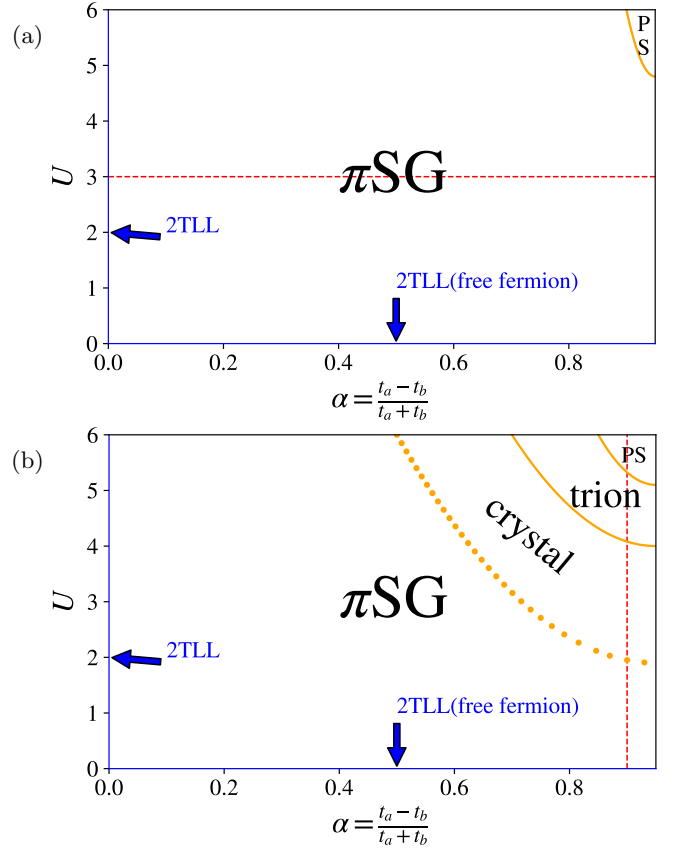 (a)
6
P
S
5
4
U
3
πSG
2
2TLL
2TLL(free fermion)
1
0
0.0 0.2 0.4 0.6 0.8
α = (t_a − t_b)/(t_a + t_b)
(b)
6
PS
5
trion
crystal
4
U
3
πSG
2
2TLL
2TLL(free fermion)
1
0
0.0 0.2 0.4 0.6 0.8
α = (t_a − t_b)/(t_a + t_b)